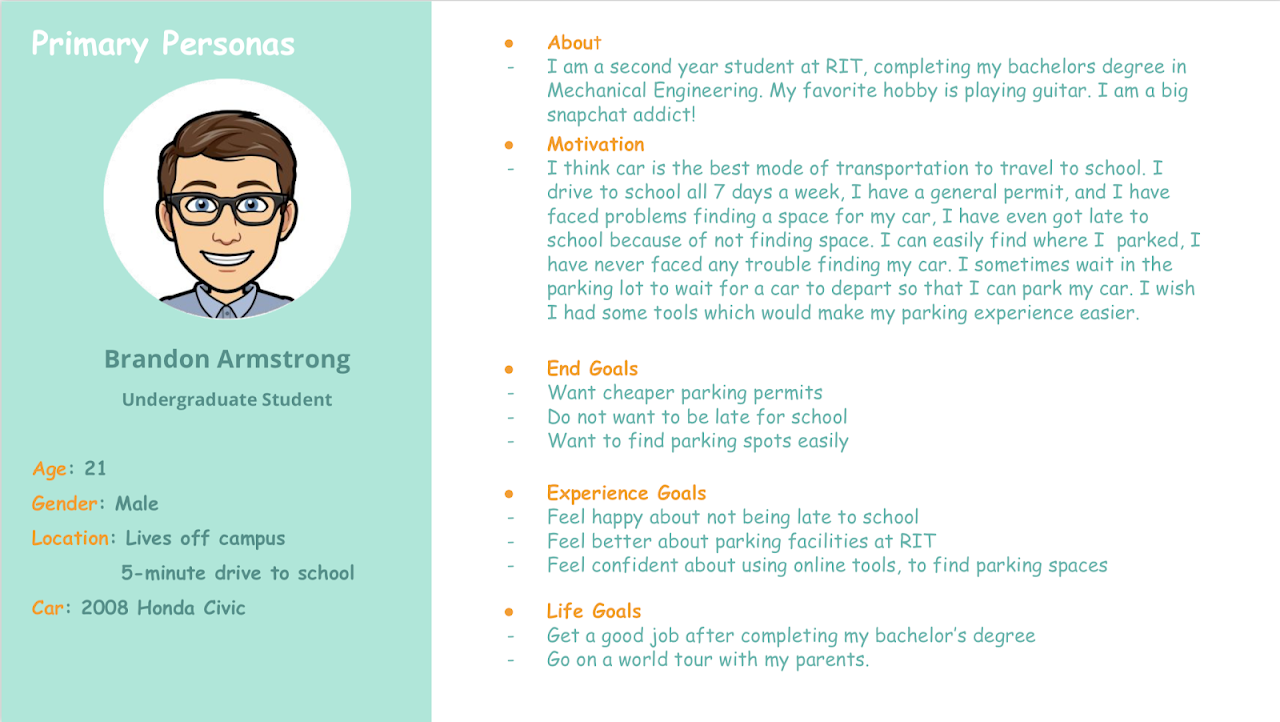 Primary Personas
Brandon Armstrong
Undergraduate Student
Age: 21
Gender: Male
Location: Lives off campus
5-minute drive to school
Car: 2008 Honda Civic
● About
- I am a second year student at RIT, completing my bachelors degree in
Mechanical Engineering. My favorite hobby is playing guitar. I am a big
snapchat addict!
● Motivation
- I think car is the best mode of transportation to travel to school. I
drive to school all 7 days a week, I have a general permit, and I have
faced problems finding a space for my car, I have even got late to
school because of not finding space. I can easily find where I  parked, I
have never faced any trouble finding my car. I sometimes wait in the
parking lot to wait for a car to depart so that I can park my car. I wish
I had some tools which would make my parking experience easier.
● End Goals
- Want cheaper parking permits
- Do not want to be late for school
- Want to find parking spots easily
● Experience Goals
- Feel happy about not being late to school
- Feel better about parking facilities at RIT
- Feel confident about using online tools, to find parking spaces
● Life Goals
- Get a good job after completing my bachelor's degree
- Go on a world tour with my parents.